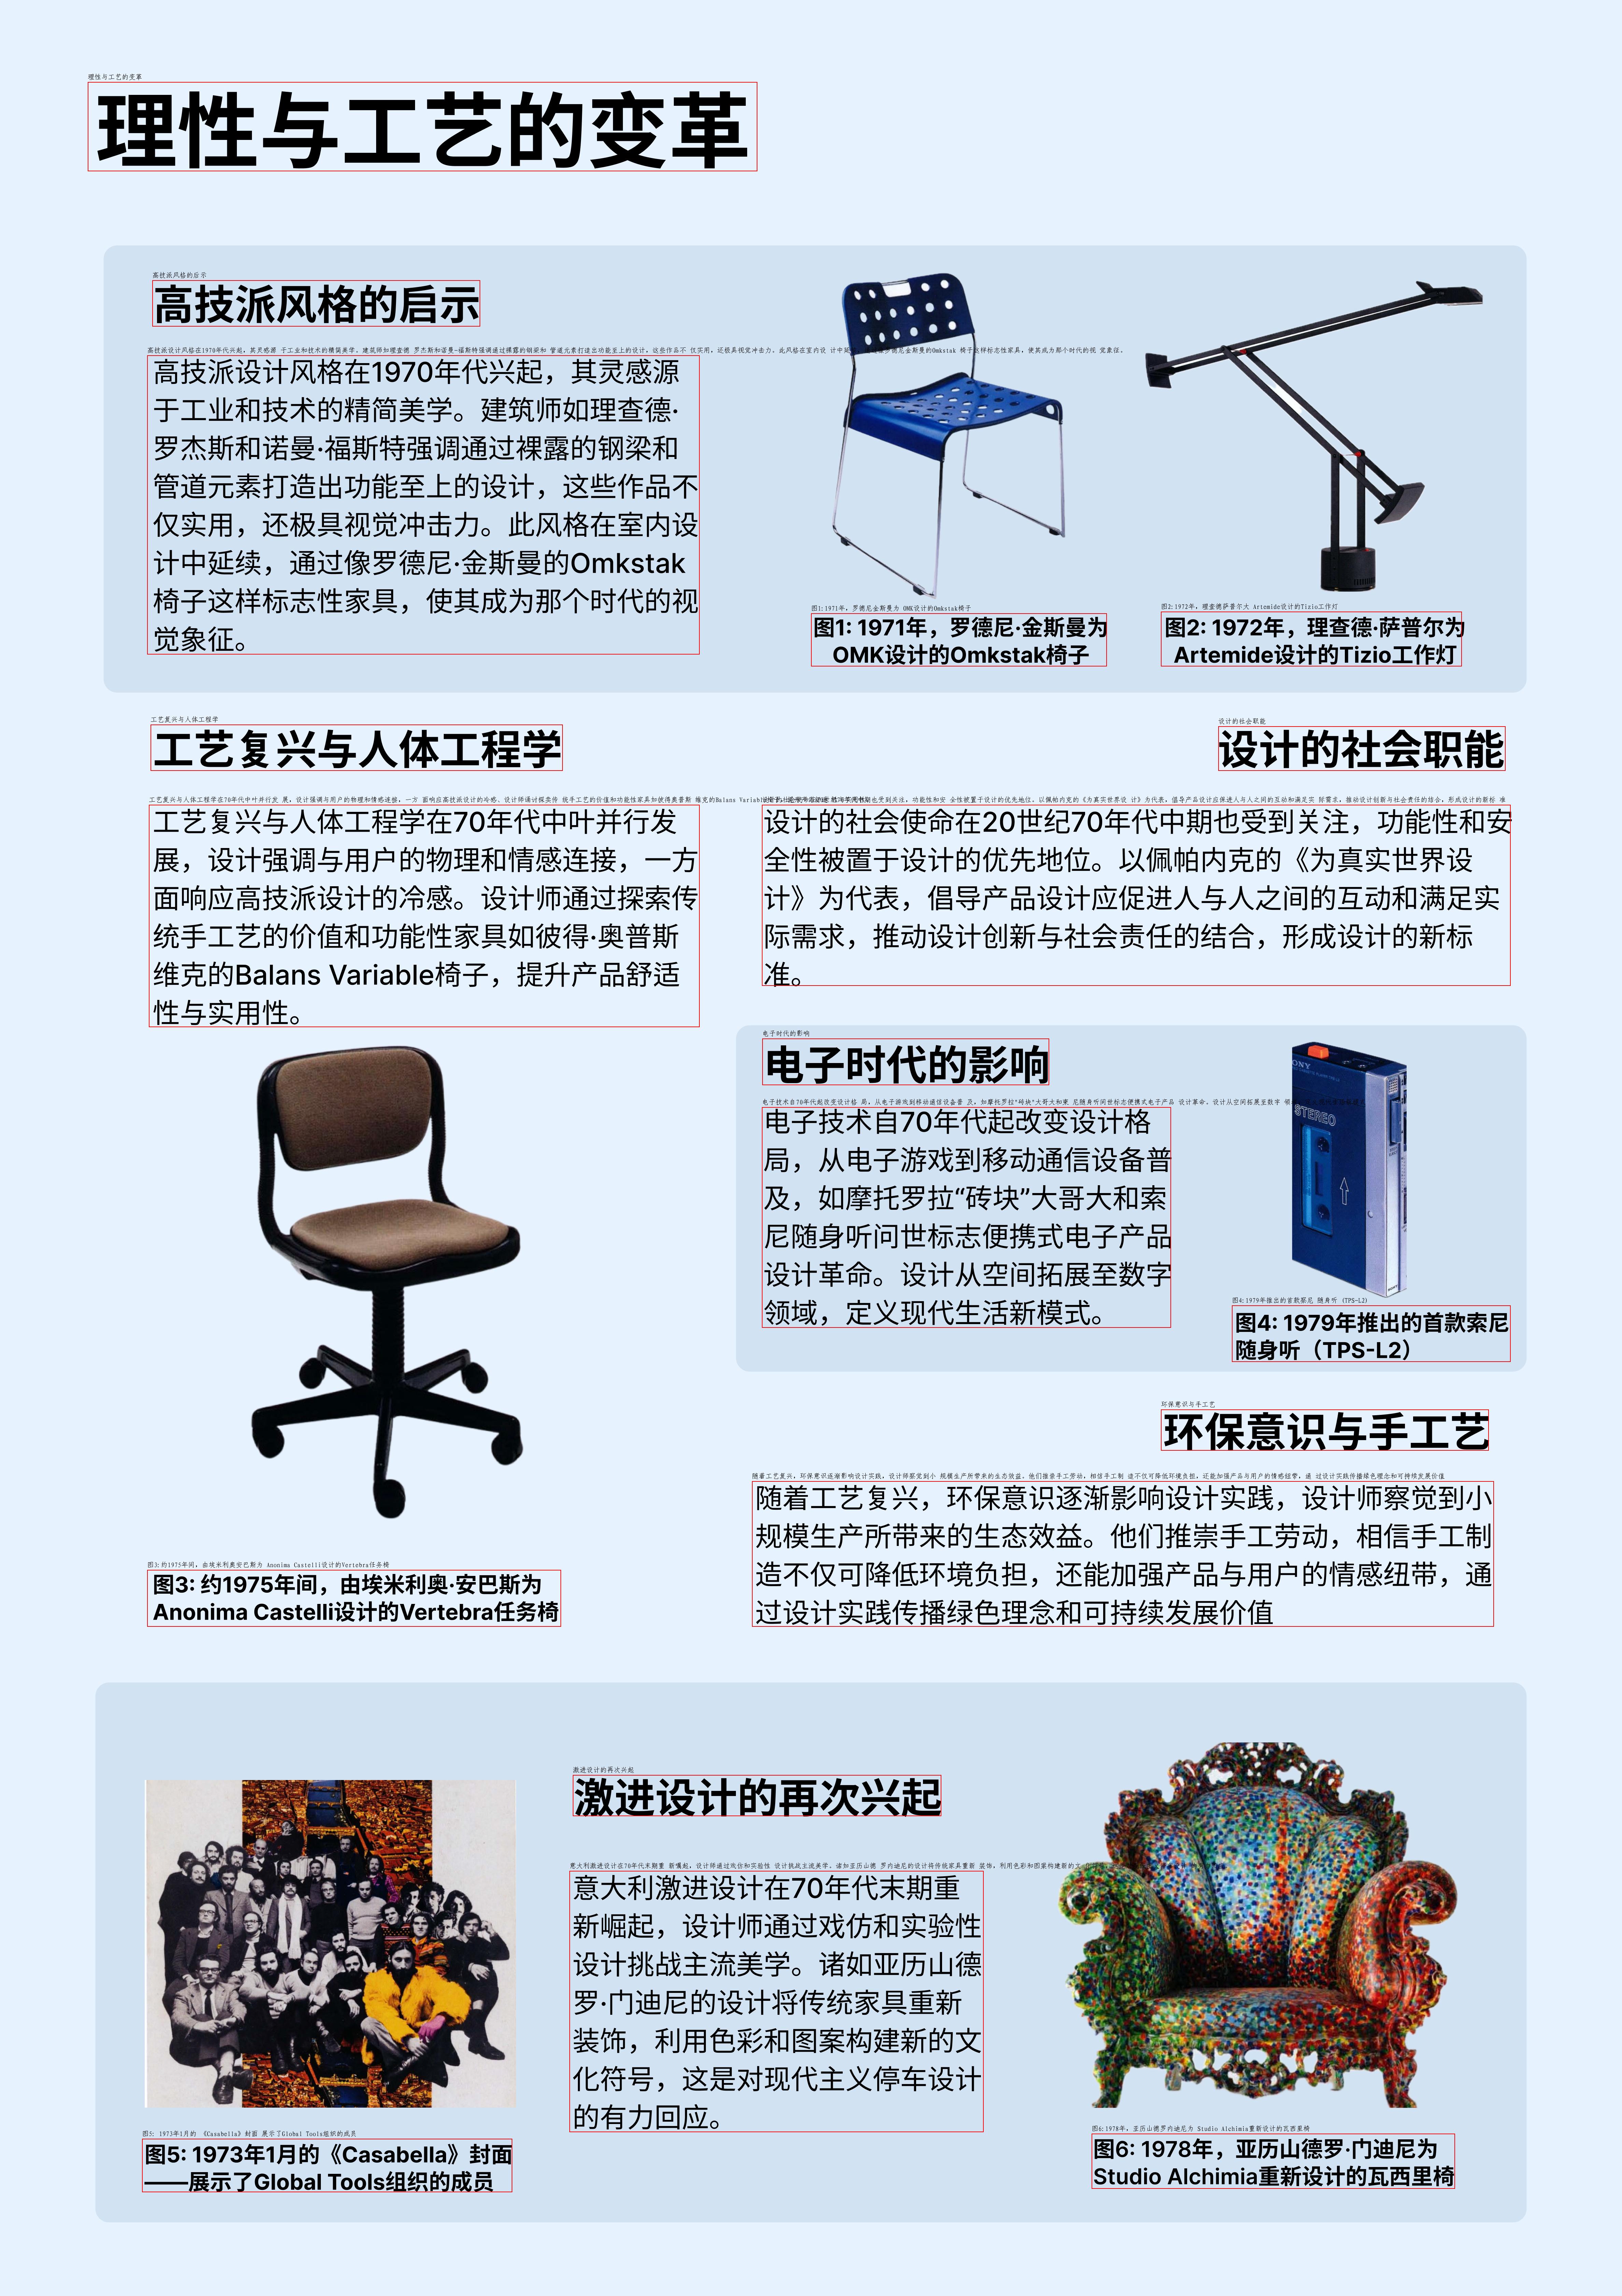 理性与工艺的变革
高技派风格的启示
高技派设计风格在1970年代兴起，其灵感源
于工业和技术的精简美学。建筑师如理查德·
罗杰斯和诺曼·福斯特强调通过裸露的钢梁和
管道元素打造出功能至上的设计，这些作品不
仅实用，还极具视觉冲击力。此风格在室内设
计中延续，通过像罗德尼·金斯曼的Omkstak
椅子这样标志性家具，使其成为那个时代的视
觉象征。
图1: 1971年，罗德尼·金斯曼为
OMK设计的Omkstak椅子
图2: 1972年，理查德·萨普尔为
Artemide设计的Tizio工作灯
工艺复兴与人体工程学
工艺复兴与人体工程学在70年代中叶并行发
展，设计强调与用户的物理和情感连接，一方
面响应高技派设计的冷感。设计师通过探索传
统手工艺的价值和功能性家具如彼得·奥普斯
维克的Balans Variable椅子，提升产品舒适
性与实用性。
图3: 约1975年间，由埃米利奥·安巴斯为
Anonima Castelli设计的Vertebra任务椅
设计的社会职能
设计的社会使命在20世纪70年代中期也受到关注，功能性和安
全性被置于设计的优先地位。以佩帕内克的《为真实世界设
计》为代表，倡导产品设计应促进人与人之间的互动和满足实
际需求，推动设计创新与社会责任的结合，形成设计的新标
准。
电子时代的影响
电子技术自70年代起改变设计格
局，从电子游戏到移动通信设备普
及，如摩托罗拉“砖块”大哥大和索
尼随身听问世标志便携式电子产品
设计革命。设计从空间拓展至数字
领域，定义现代生活新模式。
STEREO
图4: 1979年推出的首款索尼
随身听（TPS-L2）
环保意识与手工艺
随着工艺复兴，环保意识逐渐影响设计实践，设计师察觉到小
规模生产所带来的生态效益。他们推崇手工劳动，相信手工制
造不仅可降低环境负担，还能加强产品与用户的情感纽带，通
过设计实践传播绿色理念和可持续发展价值
激进设计的再次兴起
意大利激进设计在70年代末期重
新崛起，设计师通过戏仿和实验性
设计挑战主流美学。诸如亚历山德
罗·门迪尼的设计将传统家具重新
装饰，利用色彩和图案构建新的文
化符号，这是对现代主义停车设计
的有力回应。
图5: 1973年1月的《Casabella》封面
——展示了Global Tools组织的成员
图6: 1978年，亚历山德罗·门迪尼为
Studio Alchimia重新设计的瓦西里椅